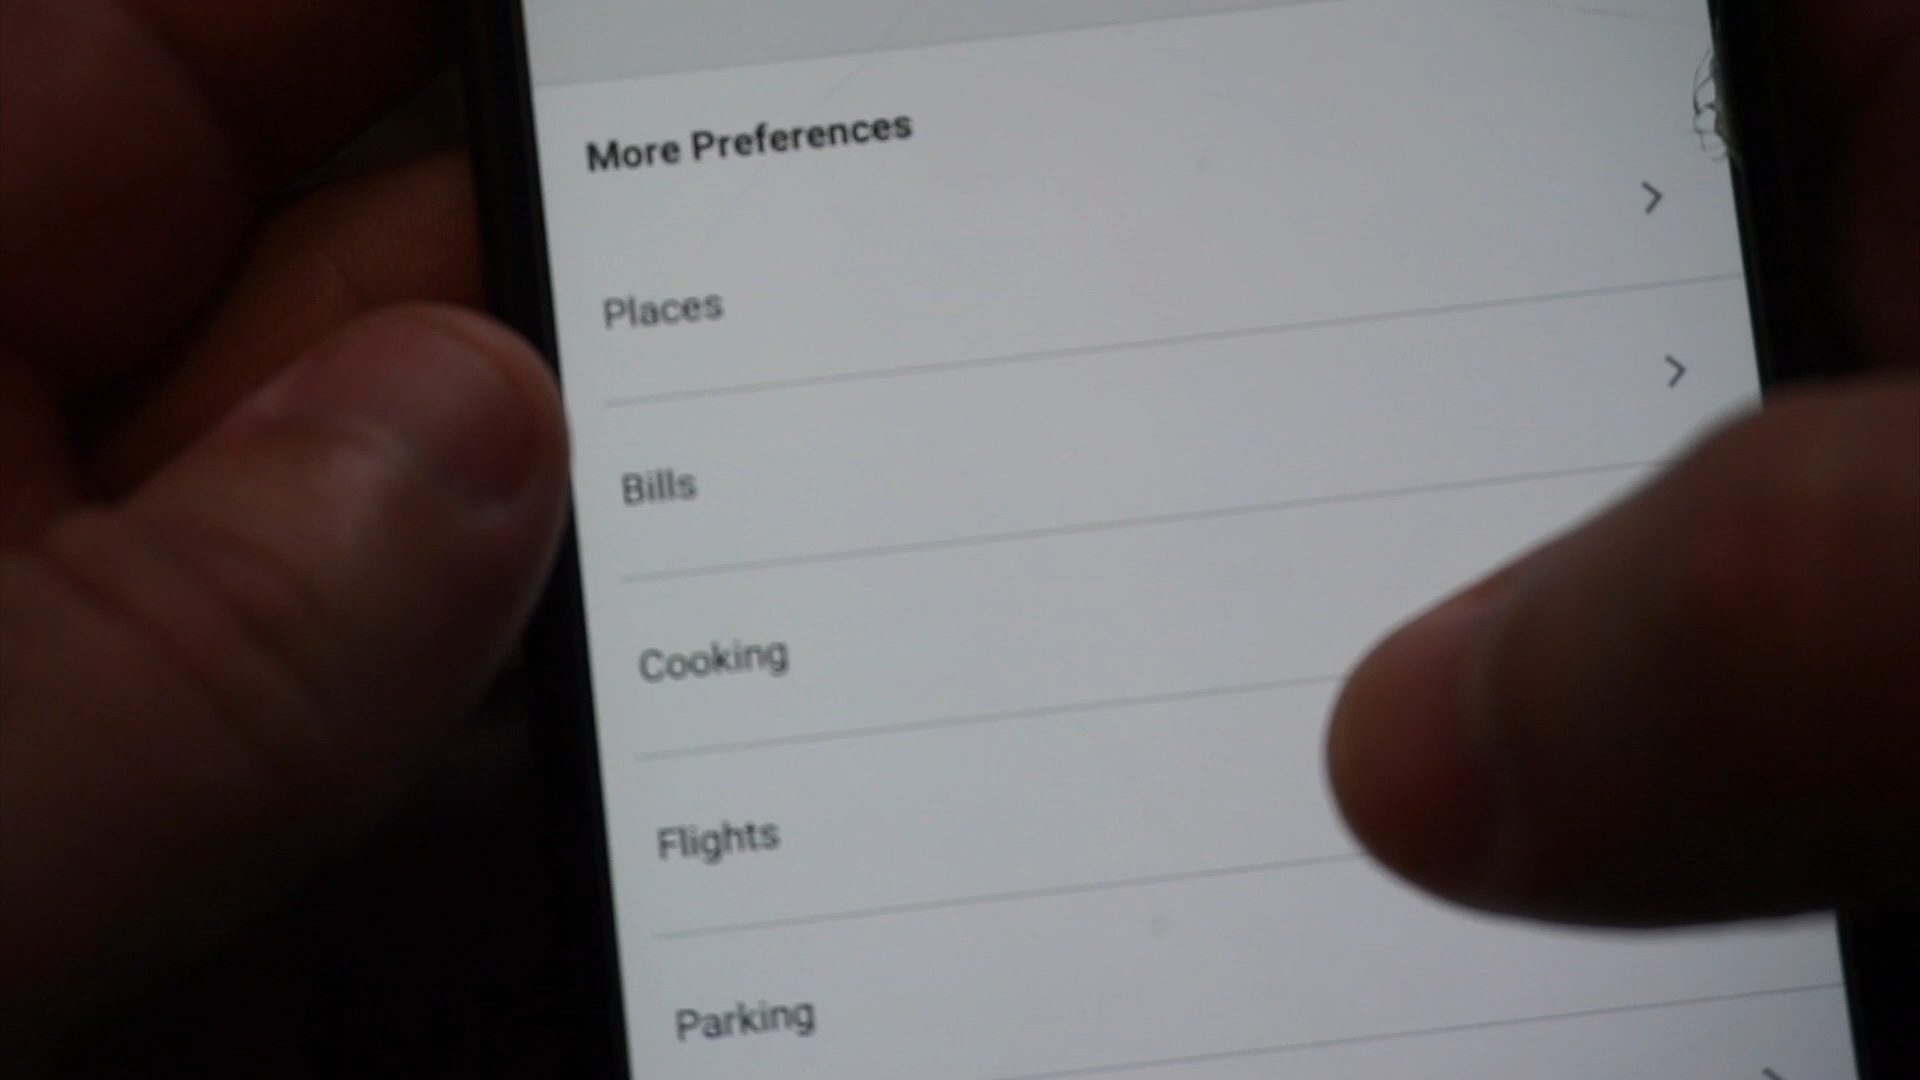 More Preferences
Places
Bills
Cooking
Flights
Parking